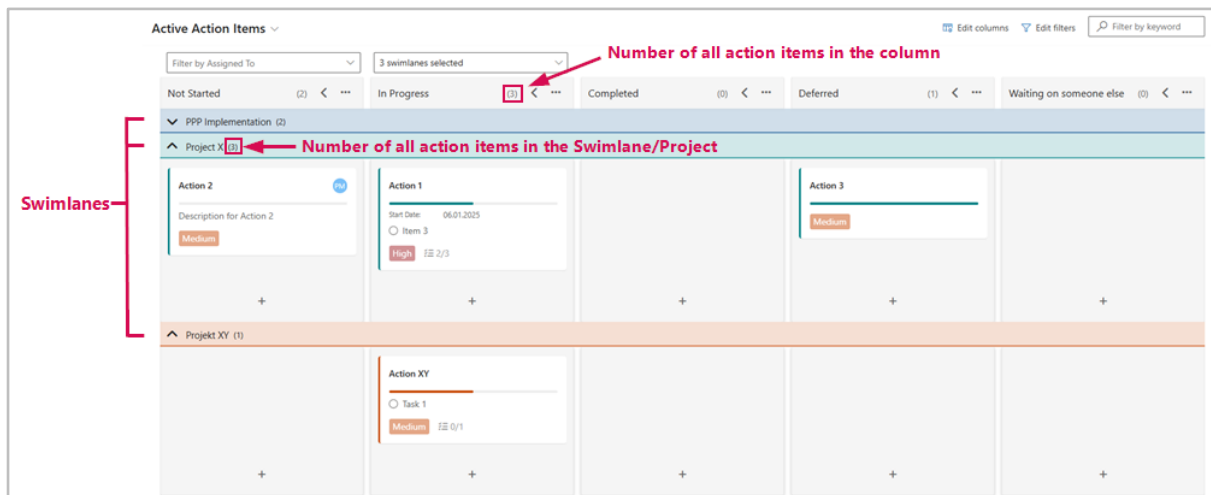 Active Action Items
Edit columns Edit filters Filter by keyword
Number of all action items in the column
Filter by Assigned To 3 swimlanes selected
Not Started (2) In Progress (3) Completed (0) Deferred (1) Waiting on someone else (0)
PPP Implementation (2)
Project X (3) Number of all action items in the Swimlane/Project
Swimlanes
Action 2 PM
Description for Action 2
Medium
Action 1
Start Date: 06.01.2025
Item 3
High 2/3
Action 3
Medium
+ + + + +
Projekt XY (1)
Action XY
Task 1
Medium 0/1
+ + + + +